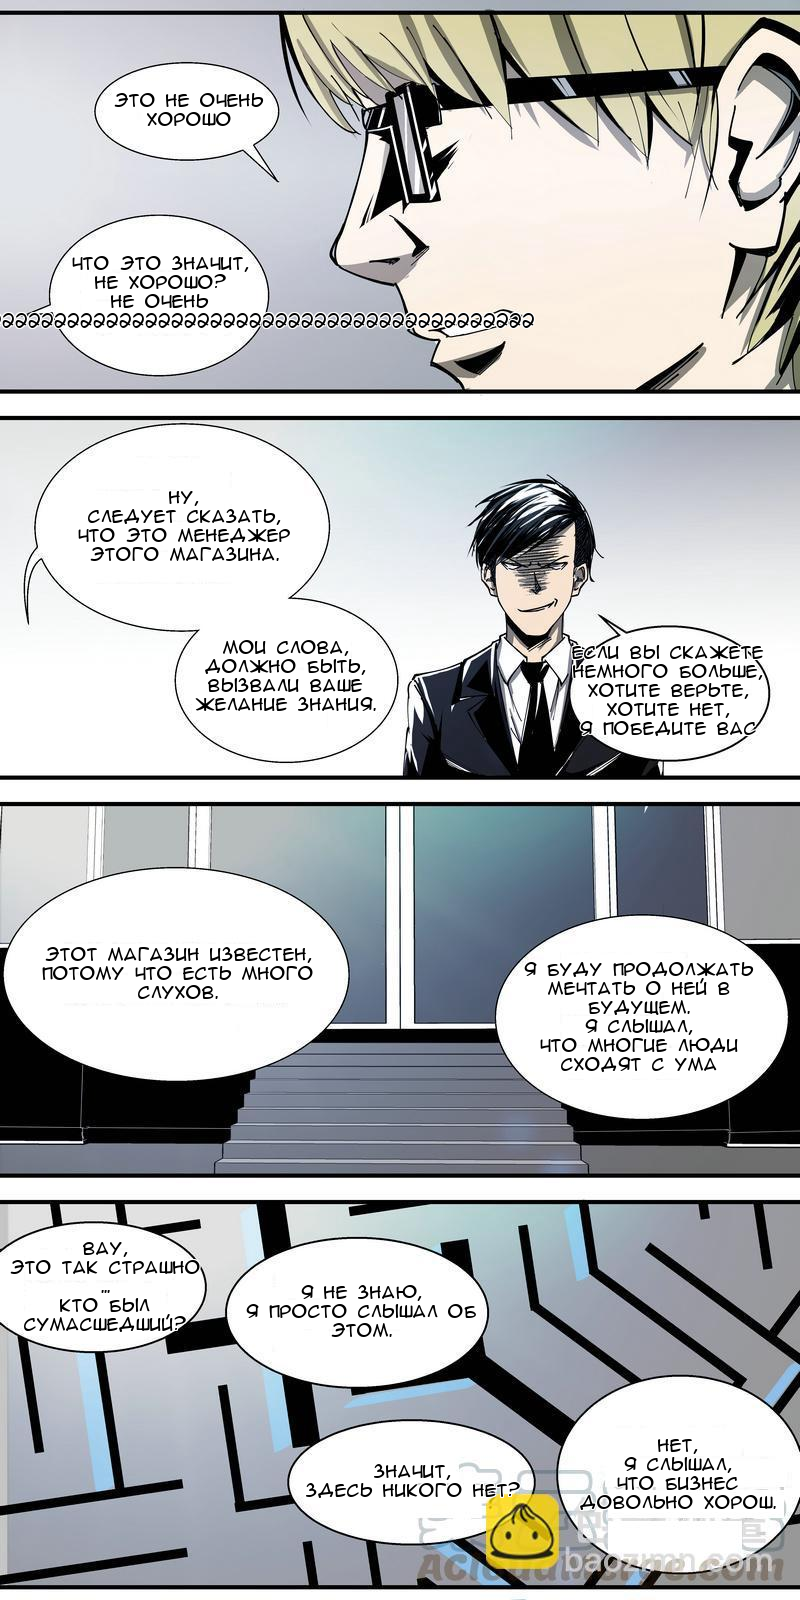 ЭТО НЕ ОЧЕНЬ
ХОРОШО
ЧТО ЭТО ЗНАЧИТ,
НЕ ХОРОШО?
НЕ ОЧЕНЬ
НУ,
СЛЕДУЕТ СКАЗАТЬ,
ЧТО ЭТО МЕНЕДЖЕР
ЭТОГО МАГАЗИНА.
МОИ СЛОВА,
ДОЛЖНО БЫТЬ,
ВЫЗВАЛИ ВАШЕ
ЖЕЛАНИЕ ЗНАНИЯ.
ЕСЛИ ВЫ СКАЖЕТЕ
НЕМНОГО БОЛЬШЕ,
ХОТИТЕ ВЕРЬТЕ,
ХОТИТЕ НЕТ,
Я ПОБЕДИТЕ ВАС
ЭТОТ МАГАЗИН ИЗВЕСТЕН,
ПОТОМУ ЧТО ЕСТЬ МНОГО
СЛУХОВ.
Я БУДУ ПРОДОЛЖАТЬ
МЕЧТАТЬ О НЕЙ В
БУДУЩЕМ.
Я СЛЫШАЛ,
ЧТО МНОГИЕ ЛЮДИ
СХОДЯТ С УМА
ВАУ,
ЭТО ТАК СТРАШНО
...
КТО БЫЛ
СУМАСШЕДШИЙ?
Я НЕ ЗНАЮ,
Я ПРОСТО СЛЫШАЛ ОБ
ЭТОМ.
ЗНАЧИТ,
ЗДЕСЬ НИКОГО НЕТ?
НЕТ,
Я СЛЫШАЛ,
ЧТО БИЗНЕС
ДОВОЛЬНО ХОРОШ.
baozimh.com